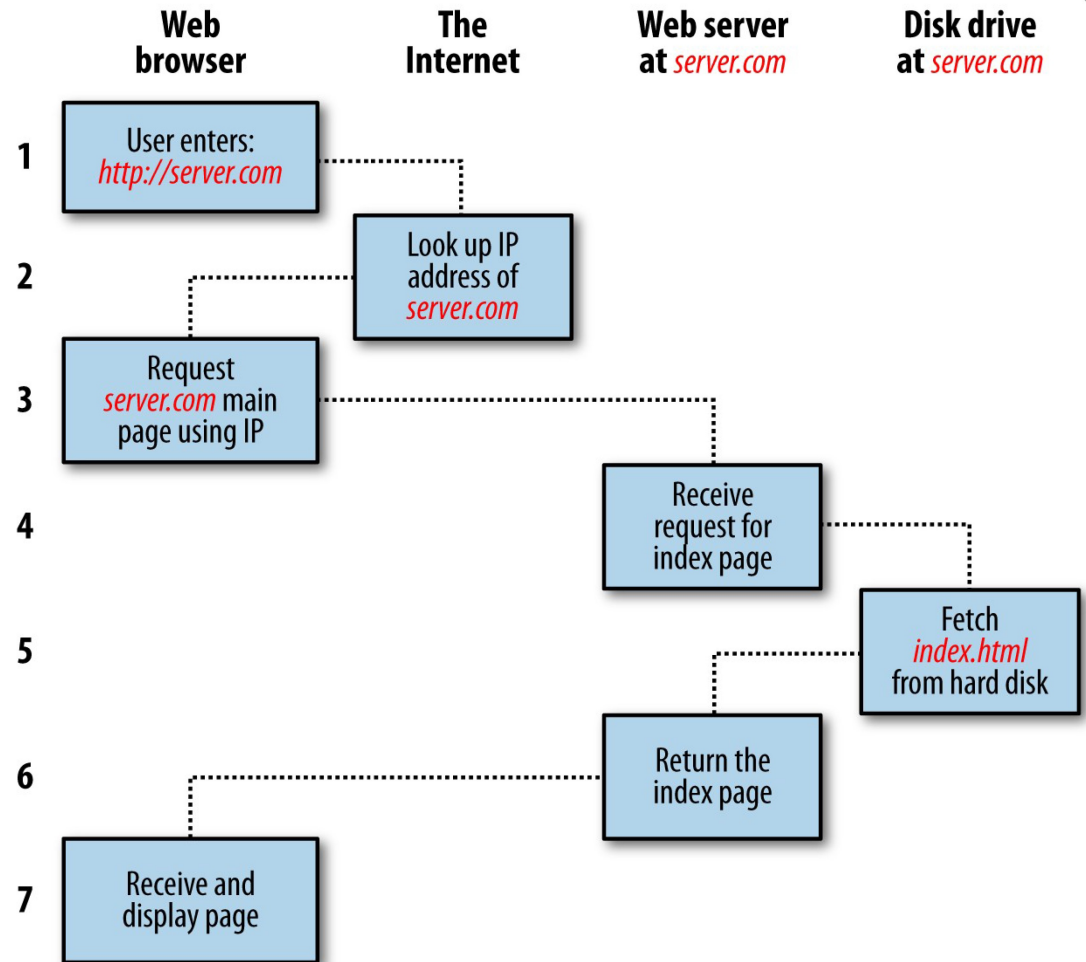 Web
browser
The
Internet
Web server
at server.com
Disk drive
at server.com
1
User enters:
http://server.com
2
Look up IP
address of
server.com
3
Request
server.com main
page using IP
4
Receive
request for
index page
5
Fetch
index.html
from hard disk
6
Return the
index page
7
Receive and
display page